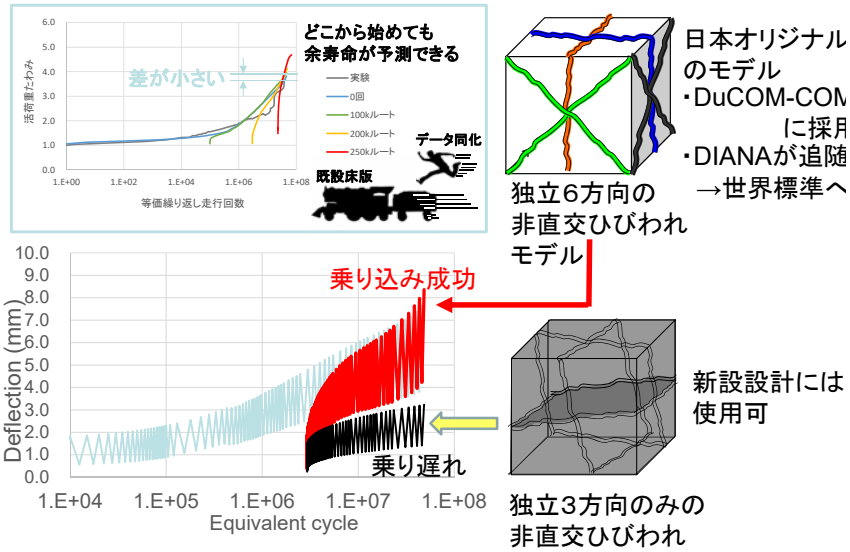 どこから始めても
余寿命が予測できる
6.0
5.0
4.0
3.0
2.0
1.0
0.0
活荷重たわみ
差が小さい
実験
0回
100kルート
200kルート
250kルート
データ同化
既設床版
1.E+00
1.E+02
1.E+04
1.E+06
1.E+08
等価繰り返し走行回数
日本オリジナル
のモデル
・DuCOM-COM
に採用
・DIANAが追随
→世界標準へ
独立6方向の
非直交ひびわれ
モデル
10.0
9.0
8.0
7.0
6.0
5.0
4.0
3.0
2.0
1.0
0.0
Deflection (mm)
乗り込み成功
乗り遅れ
1.E+04
1.E+05
1.E+06
1.E+07
1.E+08
Equivalent cycle
新設設計には
使用可
独立3方向のみの
非直交ひびわれ